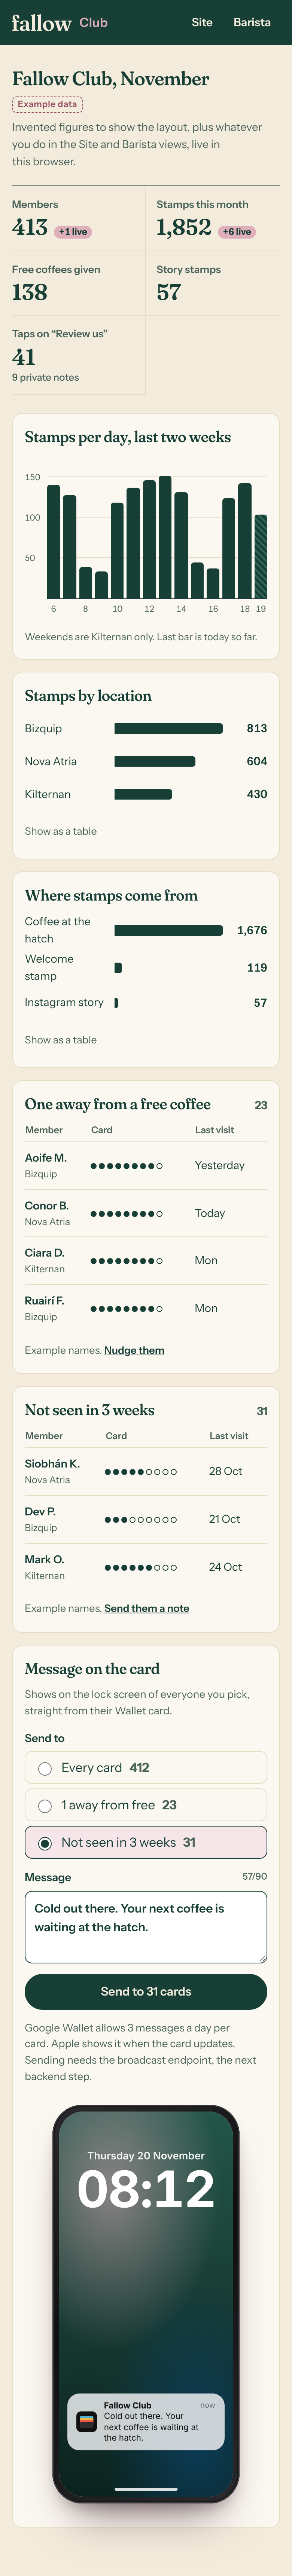 fallow Club Site Barista
Fallow Club, November
Example data
Invented figures to show the layout, plus whatever
you do in the Site and Barista views, live in
this browser.
Members
413 +1 live
Stamps this month
1,852 +6 live
Free coffees given
138
Story stamps
57
Taps on “Review us”
41
9 private notes
Stamps per day, last two weeks
150
100
50
6 8 10 12 14 16 18 19
Weekends are Kilternan only. Last bar is today so far.
Stamps by location
Bizquip 813
Nova Atria 604
Kilternan 430
Show as a table
Where stamps come from
Coffee at the
hatch 1,676
Welcome
stamp 119
Instagram story 57
Show as a table
One away from a free coffee 23
Member Card Last visit
Aoife M.
Bizquip
Yesterday
Conor B.
Nova Atria
Today
Ciara D.
Kilternan
Mon
Ruairí F.
Bizquip
Mon
Example names. Nudge them
Not seen in 3 weeks 31
Member Card Last visit
Siobhán K.
Nova Atria
28 Oct
Dev P.
Bizquip
21 Oct
Mark O.
Kilternan
24 Oct
Example names. Send them a note
Message on the card
Shows on the lock screen of everyone you pick,
straight from their Wallet card.
Send to
Every card 412
1 away from free 23
Not seen in 3 weeks 31
Message 57/90
Cold out there. Your next coffee is
waiting at the hatch.
Send to 31 cards
Google Wallet allows 3 messages a day per
card. Apple shows it when the card updates.
Sending needs the broadcast endpoint, the next
backend step.
Thursday 20 November
08:12
Fallow Club now
Cold out there. Your
next coffee is waiting at
the hatch.